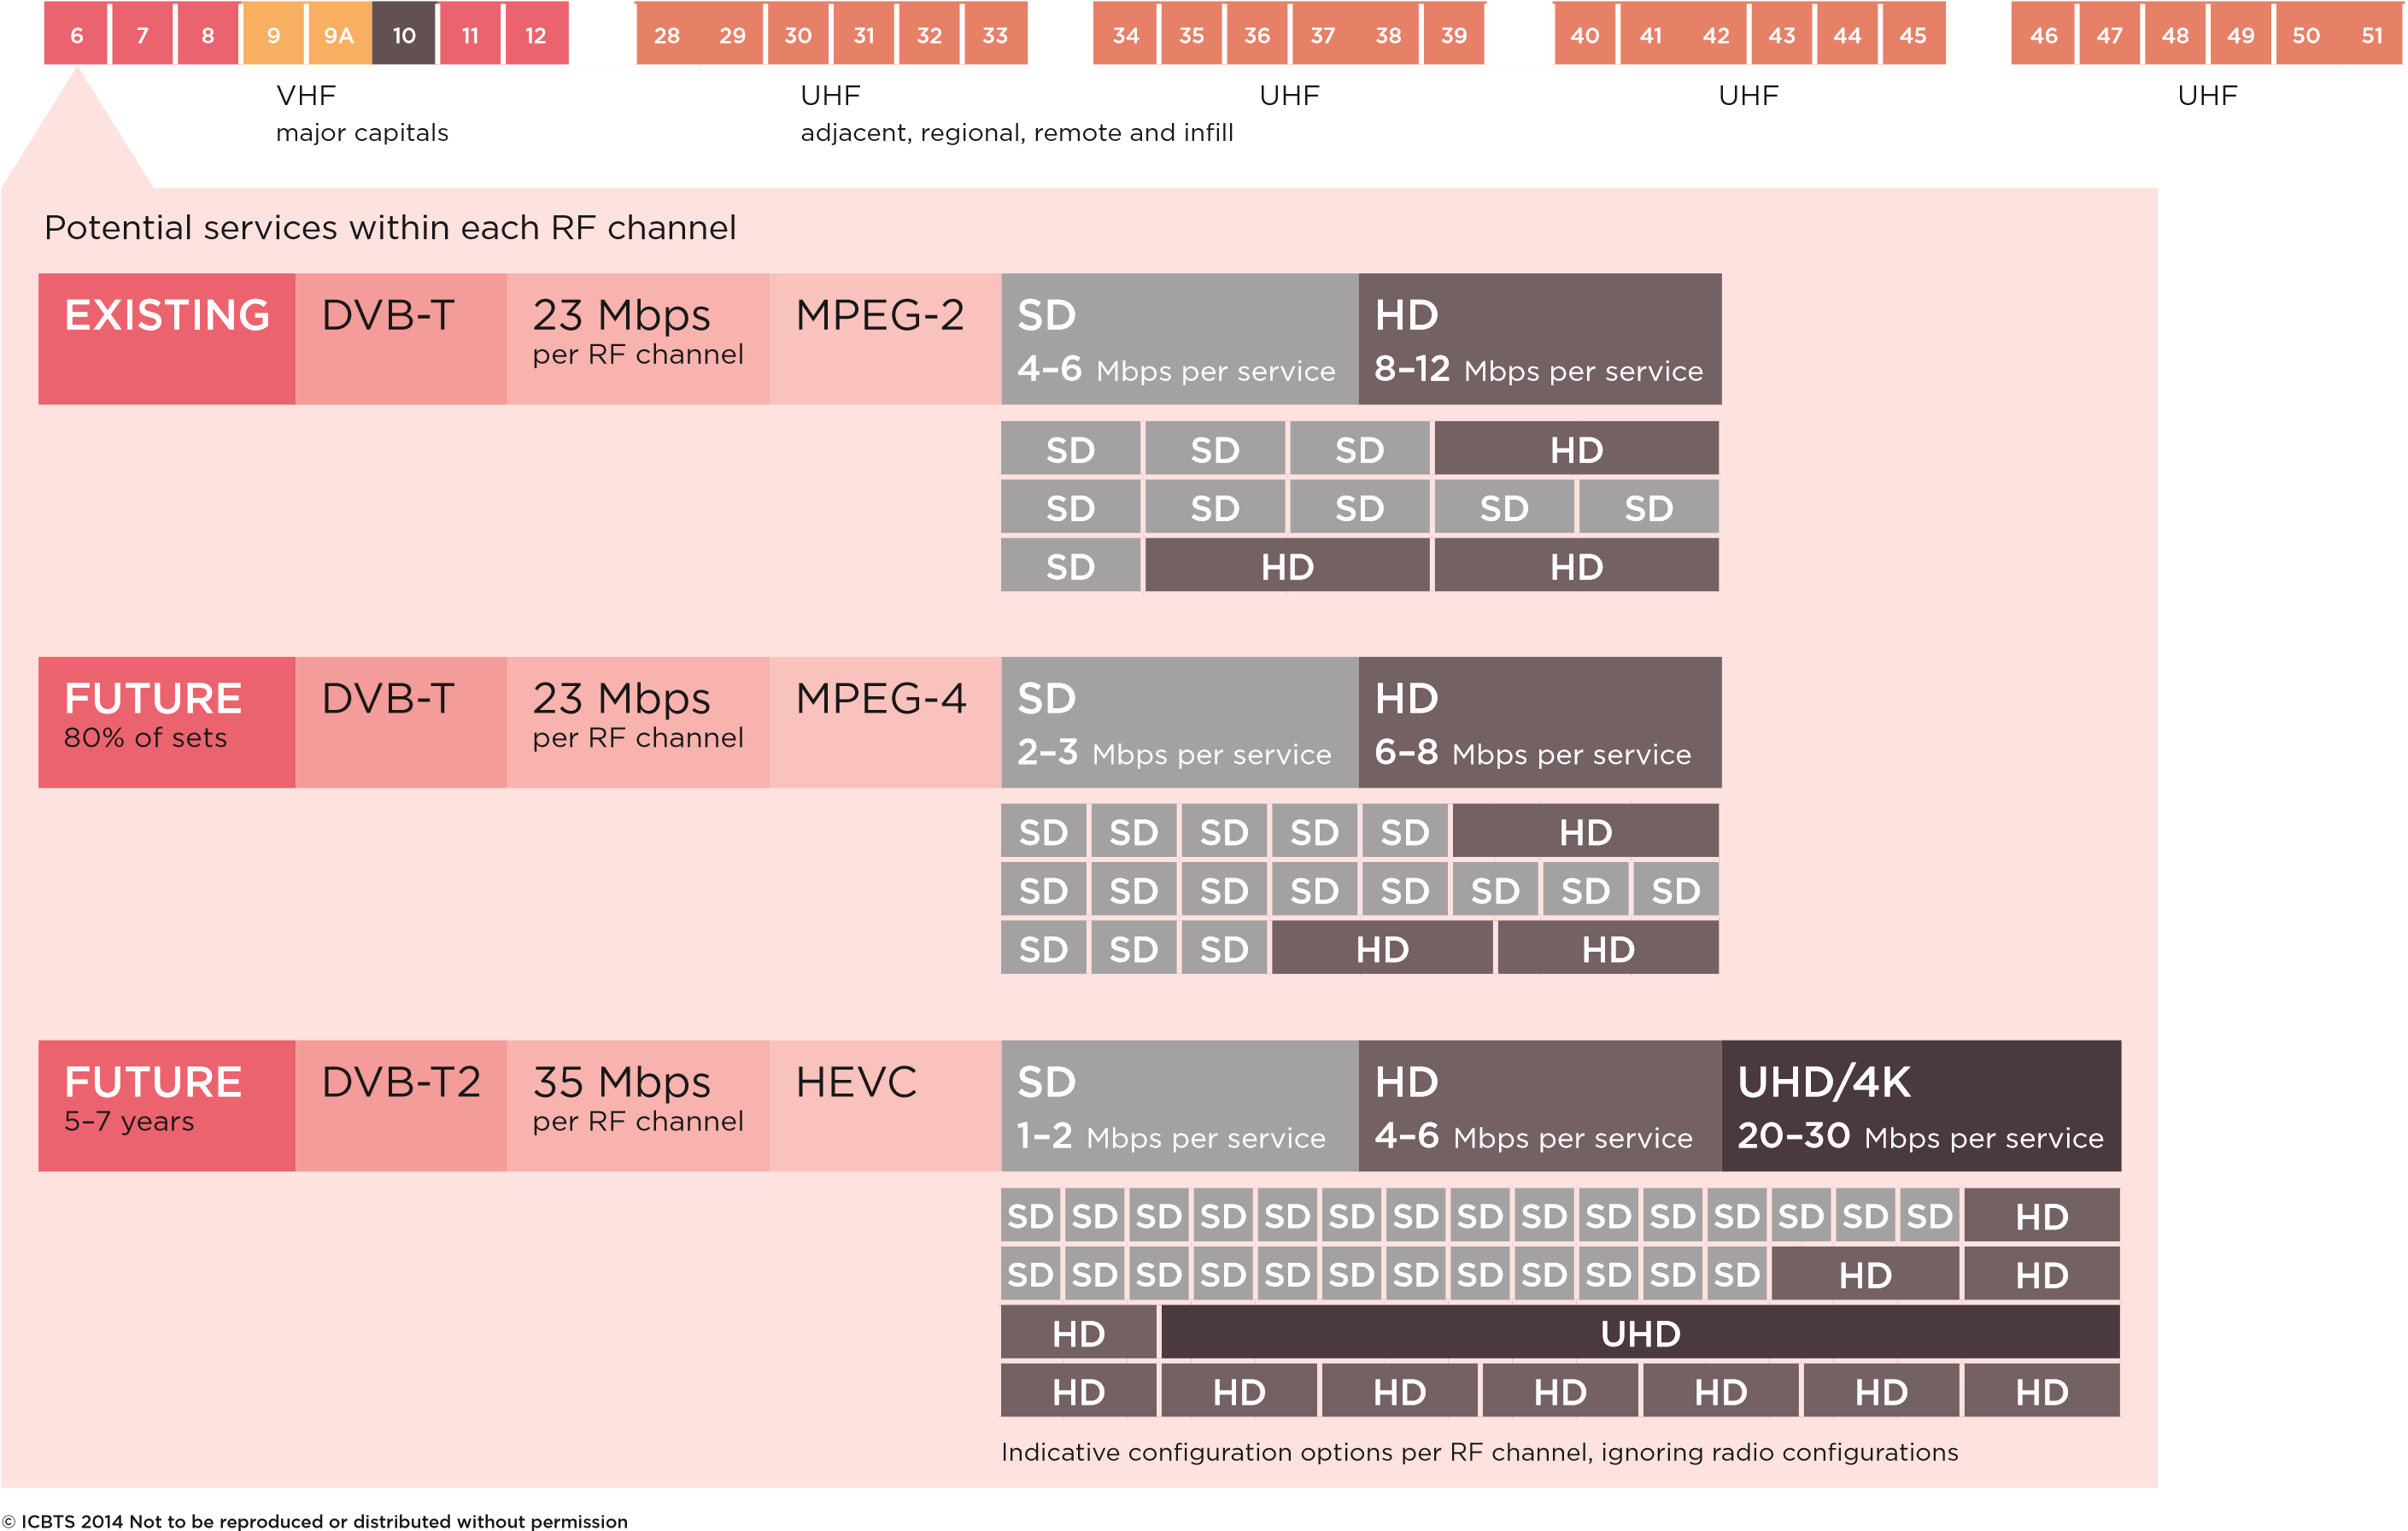 6 7 8 9 9A 10 11 12 28 29 30 31 32 33 34 35 36 37 38 39 40 41 42 43 44 45 46 47 48 49 50 51
VHF UHF UHF UHF UHF
major capitals adjacent, regional, remote and infill
Potential services within each RF channel
EXISTING DVB-T 23 Mbps MPEG-2 SD HD
per RF channel 4–6 Mbps per service 8–12 Mbps per service
SD SD SD HD
SD SD SD SD SD
SD HD HD
FUTURE DVB-T 23 Mbps MPEG-4 SD HD
80% of sets per RF channel 2–3 Mbps per service 6–8 Mbps per service
SD SD SD SD SD HD
SD SD SD SD SD SD SD SD
SD SD SD HD HD
FUTURE DVB-T2 35 Mbps HEVC SD HD UHD/4K
5–7 years per RF channel 1–2 Mbps per service 4–6 Mbps per service 20–30 Mbps per service
SD SD SD SD SD SD SD SD SD SD SD SD SD SD SD HD
SD SD SD SD SD SD SD SD SD SD SD SD HD HD
HD UHD
HD HD HD HD HD HD HD
Indicative configuration options per RF channel, ignoring radio configurations
© ICBTS 2014 Not to be reproduced or distributed without permission